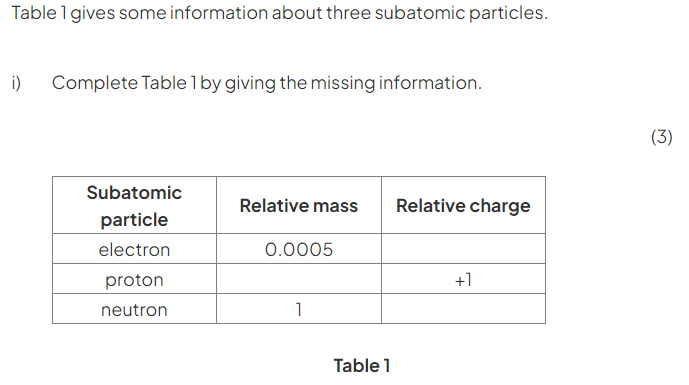 Table 1 gives some information about three subatomic particles.
i) Complete Table 1 by giving the missing information.
(3)
Subatomic particle Relative mass Relative charge
electron 0.0005
proton +1
neutron 1
Table 1